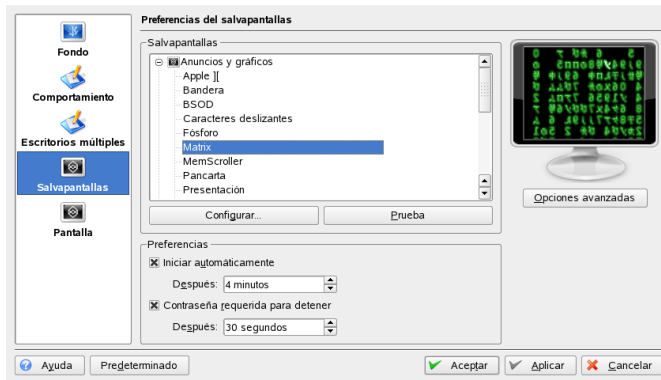 Preferencias del salvapantallas
Fondo
Comportamiento
Escritorios múltiples
Salvapantallas
Pantalla
Salvapantallas
Anuncios y gráficos
Apple ][
Bandera
BSOD
Caracteres deslizantes
Fósforo
Matrix
MemScroller
Pancarta
Presentación
Configurar...
Prueba
Opciones avanzadas
Preferencias
Iniciar automáticamente
Después: 4 minutos
Contraseña requerida para detener
Después: 30 segundos
Ayuda
Predeterminado
Aceptar
Aplicar
Cancelar